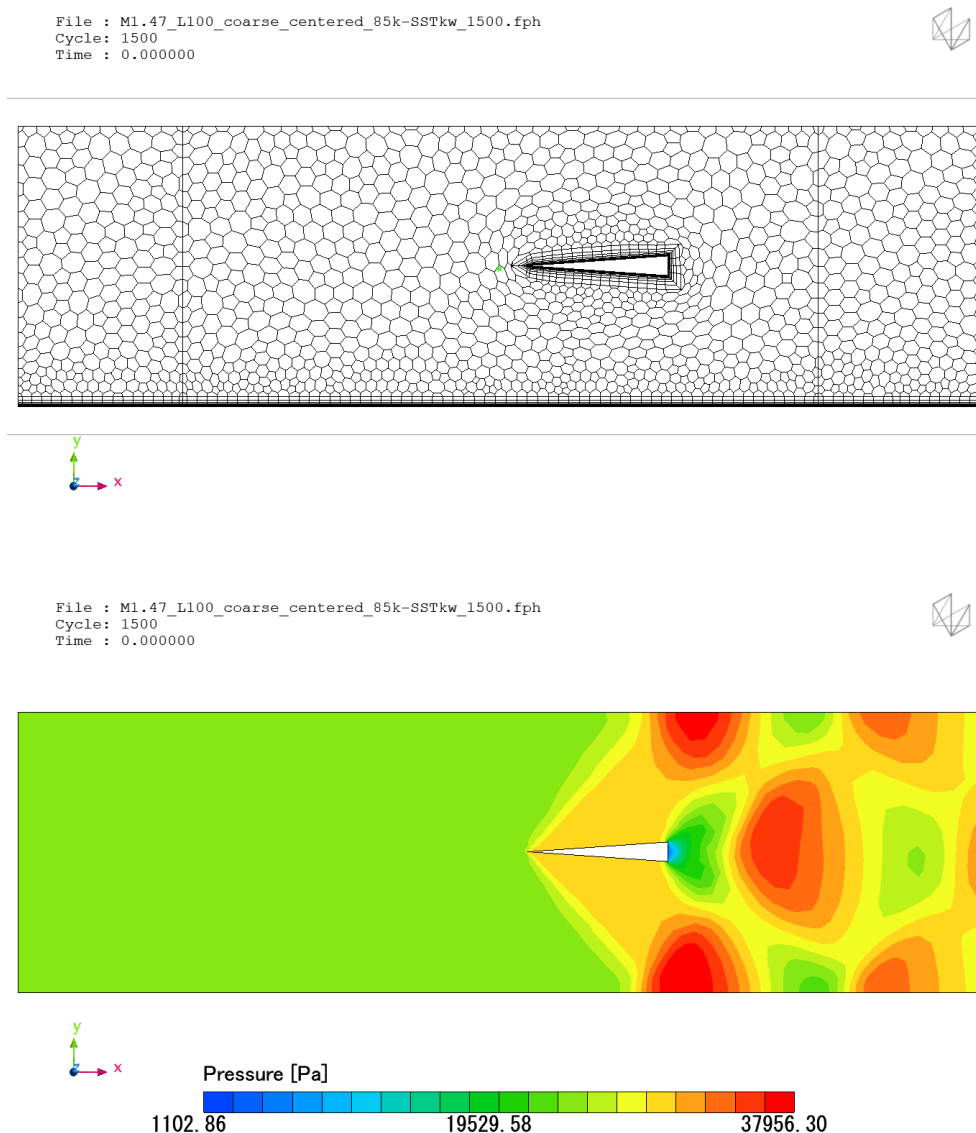 File : M1.47_L100_coarse_centered_85k-SSTkw_1500.fph
Cycle: 1500
Time : 0.000000
y
z x
File : M1.47_L100_coarse_centered_85k-SSTkw_1500.fph
Cycle: 1500
Time : 0.000000
y
z x
Pressure [Pa]
1102.86 19529.58 37956.30